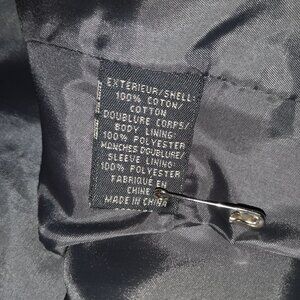 EXTÉRIEUR/SHELL:
100% COTON/
COTTON
DOUBLURE CORPS/
BODY LINING:
100% POLYESTER
MANCHES DOUBLURE/
SLEEVE LINING:
100% POLYESTER
FABRIQUÉ EN
CHINE
MADE IN CHINA